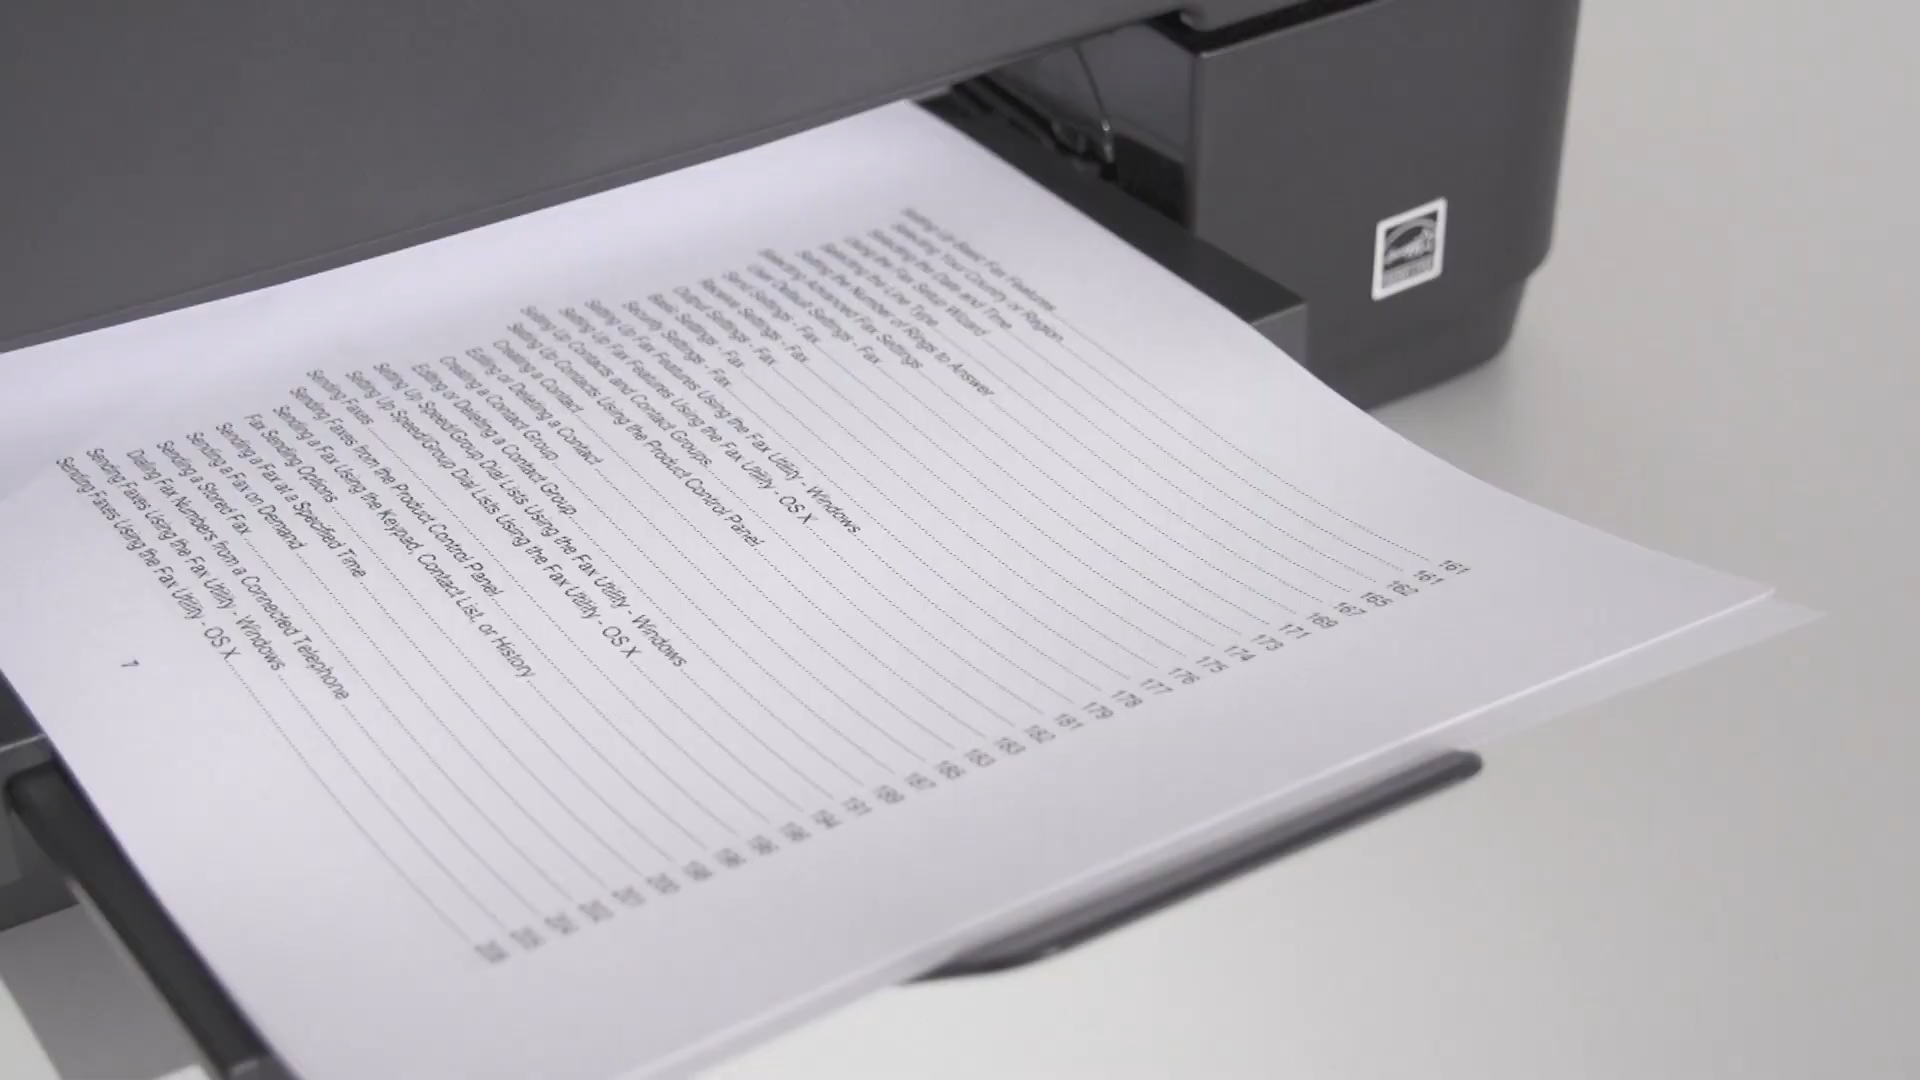 Setting Up Basic Fax Features 161
Selecting Your Country or Region 161
Selecting the Date and Time
Using the Fax Setup Wizard
Selecting the Line Type 167
Setting the Number of Rings to Answer 169
Selecting Advanced Fax Settings 171
User Default Settings - Fax 173
Send Settings - Fax 174
Receive Settings - Fax 175
Output Settings - Fax 176
Basic Settings - Fax 177
Security Settings - Fax 178
Setting Up Fax Features Using the Fax Utility - Windows 179
Setting Up Fax Features Using the Fax Utility - OS X 181
Setting Up Contacts and Contact Groups
Setting Up Contacts Using the Product Control Panel 183
Creating a Contact 183
Editing or Deleting a Contact
Creating a Contact Group 187
Editing or Deleting a Contact Group
Setting Up Speed/Group Dial Lists Using the Fax Utility - Windows 191
Setting Up Speed/Group Dial Lists Using the Fax Utility - OS X
Sending Faxes
Sending Faxes from the Product Control Panel
Sending a Fax Using the Keypad, Contact List, or History
Fax Sending Options
Sending a Fax at a Specified Time
Sending a Fax on Demand
Sending a Stored Fax
Dialing Fax Numbers from a Connected Telephone
Sending Faxes Using the Fax Utility - Windows
Sending Faxes Using the Fax Utility - OS X
7